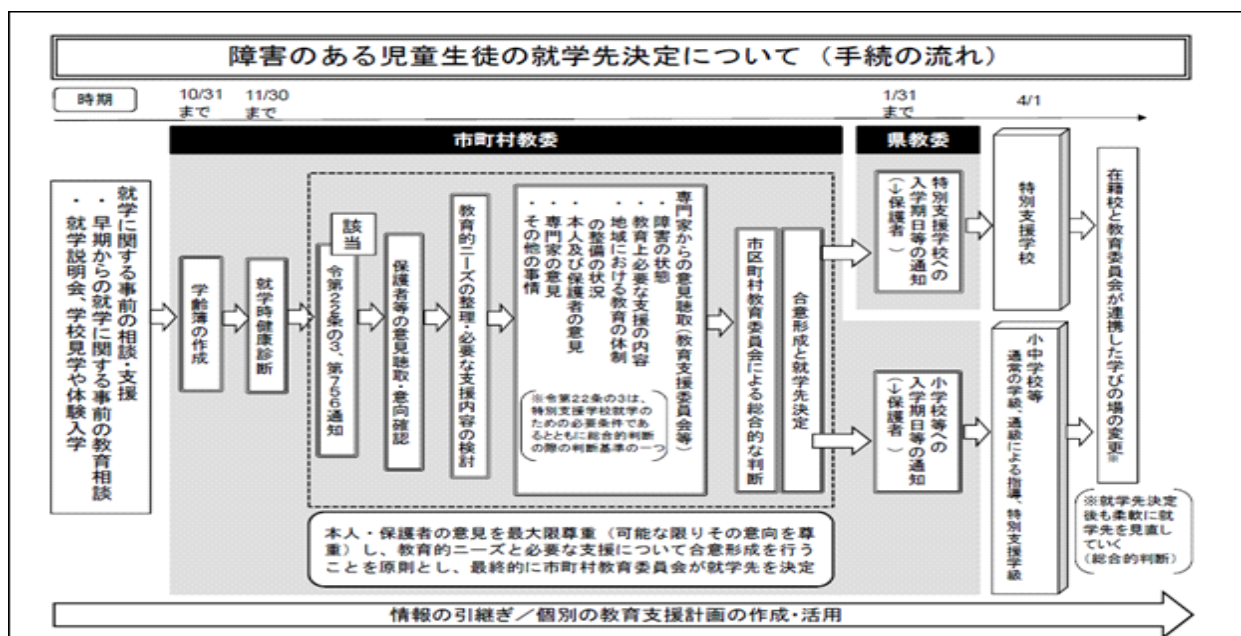 障害のある児童生徒の就学先決定について（手続の流れ）
時期
10/31
まで
11/30
まで
1/31
まで
4/1
市町村教委
県教委
就学に関する事前の相談・支援
・早期からの就学に関する事前の教育相談
・就学説明会、学校見学や体験入学
学齢簿の作成
就学時健康診断
該当
令第22条の3、第756通知
保護者等の意見聴取・意向確認
教育的ニーズの整理・必要な支援内容の検討
専門家からの意見聴取（教育支援委員会等）
・障害の状態
・教育上必要な支援の内容
・地域における教育の体制
の整備の状況
・本人及び保護者の意見
・専門家の意見
・その他の事情
※令第22条の3は、
特別支援学校就学の
ための必要条件であ
るとともに総合的判断
の際の判断基準の一つ
市区町村教育委員会による総合的な判断
合意形成と就学先決定
特別支援学校への
入学期日等の通知
（↓保護者）
小学校等への
入学期日等の通知
（↓保護者）
特別支援学校
小中学校等
通常の学級、通級による指導、特別支援学級
在籍校と教育委員会が連携した学びの場の変更※
※就学先決定
後も柔軟に就
学先を見直し
ていく
（総合的判断）
本人・保護者の意見を最大限尊重（可能な限りその意向を尊
重）し、教育的ニーズと必要な支援について合意形成を行う
ことを原則とし、最終的に市町村教育委員会が就学先を決定
情報の引継ぎ／個別の教育支援計画の作成・活用